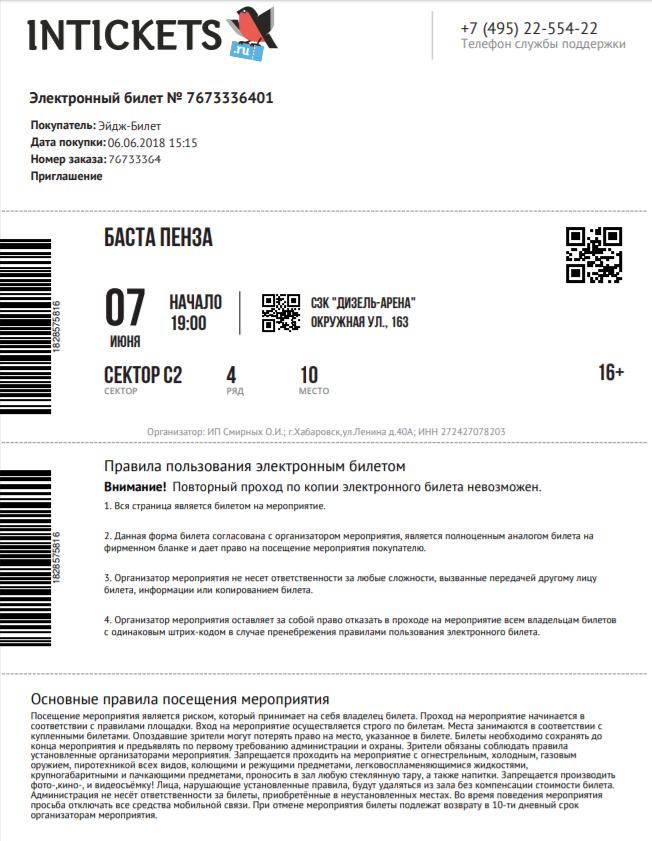 INTICKETS
.ru
+7 (495) 22-554-22
Телефон службы поддержки
Электронный билет № 7673336401
Покупатель: Эйдж-Билет
Дата покупки: 06.06.2018 15:15
Номер заказа: 76733364
Приглашение
БАСТА ПЕНЗА
07
ИЮНЯ
НАЧАЛО
19:00
СЗК "ДИЗЕЛЬ-АРЕНА"
ОКРУЖНАЯ УЛ., 163
1828575816
СЕКТОР C2 4 10 16+
СЕКТОР РЯД МЕСТО
Организатор: ИП Смирных О.И.; г.Хабаровск,ул.Ленина д.40А; ИНН 272427078203
Правила пользования электронным билетом
Внимание! Повторный проход по копии электронного билета невозможен.
1. Вся страница является билетом на мероприятие.
2. Данная форма билета согласована с организатором мероприятия, является полноценным аналогом билета на
фирменном бланке и дает право на посещение мероприятия покупателю.
3. Организатор мероприятия не несет ответственности за любые сложности, вызванные передачей другому лицу
билета, информации или копированием билета.
4. Организатор мероприятия оставляет за собой право отказать в проходе на мероприятие всем владельцам билетов
с одинаковым штрих-кодом в случае пренебрежения правилами пользования электронного билета.
1828575816
Основные правила посещения мероприятия
Посещение мероприятия является риском, который принимает на себя владелец билета. Проход на мероприятие начинается в
соответствии с правилами площадки. Вход на мероприятие осуществляется строго по билетам. Места занимаются в соответствии с
купленными билетами. Опоздавшие зрители могут потерять право на место, указанное в билете. Билеты необходимо сохранять до
конца мероприятия и предъявлять по первому требованию администрации и охраны. Зрители обязаны соблюдать правила
установленные организаторами мероприятия. Запрещается проходить на мероприятие с огнестрельным, холодным, газовым
оружием, пиротехникой всех видов, колющими и режущими предметами, легковоспламеняющимися жидкостями,
крупногабаритными и пачкающими предметами, проносить в зал любую стеклянную тару, а также напитки. Запрещается производить
фото-,кино-, и видеосъёмку! Лица, нарушающие установленные правила, будут удаляться из зала без компенсации стоимости билета.
Администрация не несёт ответственности за билеты, приобретённые в неустановленных местах. Во время поведения мероприятия
просьба отключать все средства мобильной связи. При отмене мероприятия билеты подлежат возврату в 10-ти дневный срок
организаторам мероприятия.